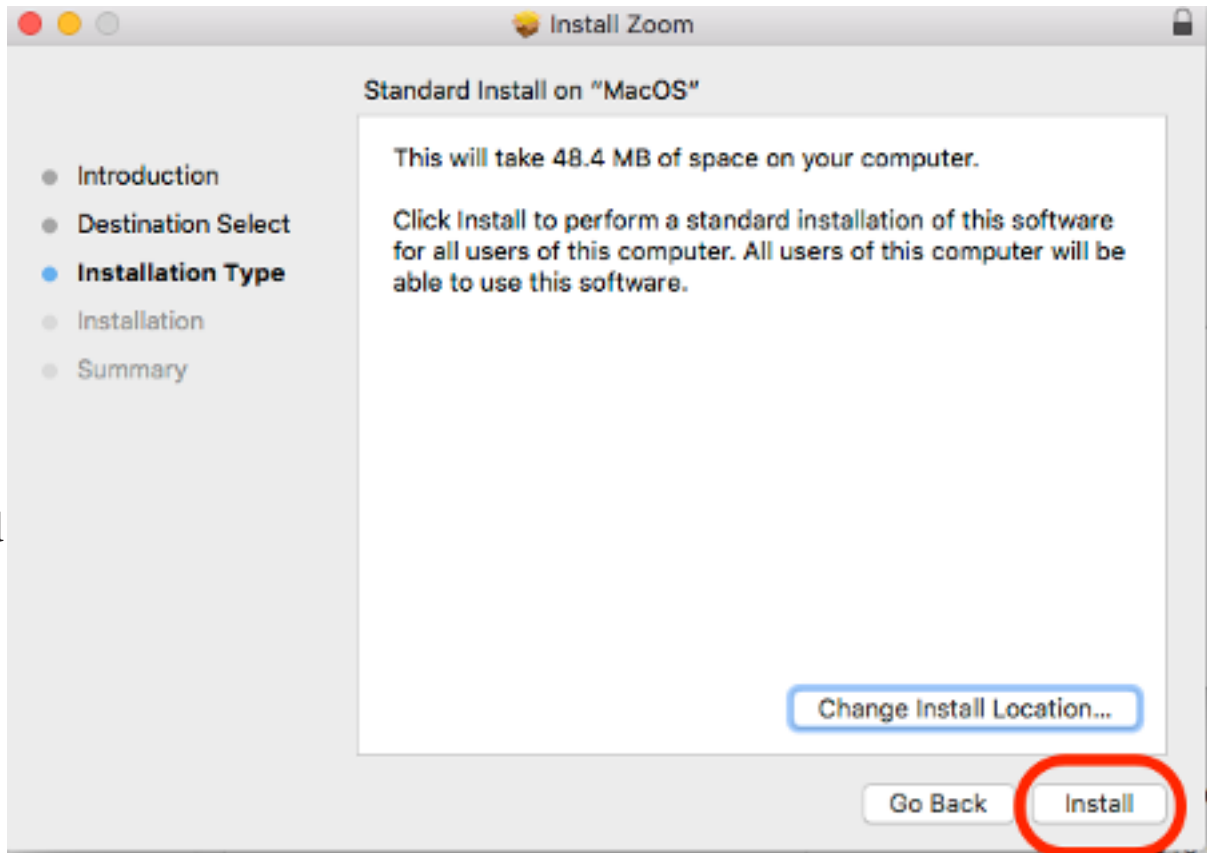 Install Zoom
Standard Install on "MacOS"
Introduction
Destination Select
Installation Type
Installation
Summary
This will take 48.4 MB of space on your computer.
Click Install to perform a standard installation of this software
for all users of this computer. All users of this computer will be
able to use this software.
Change Install Location...
Go Back
Install